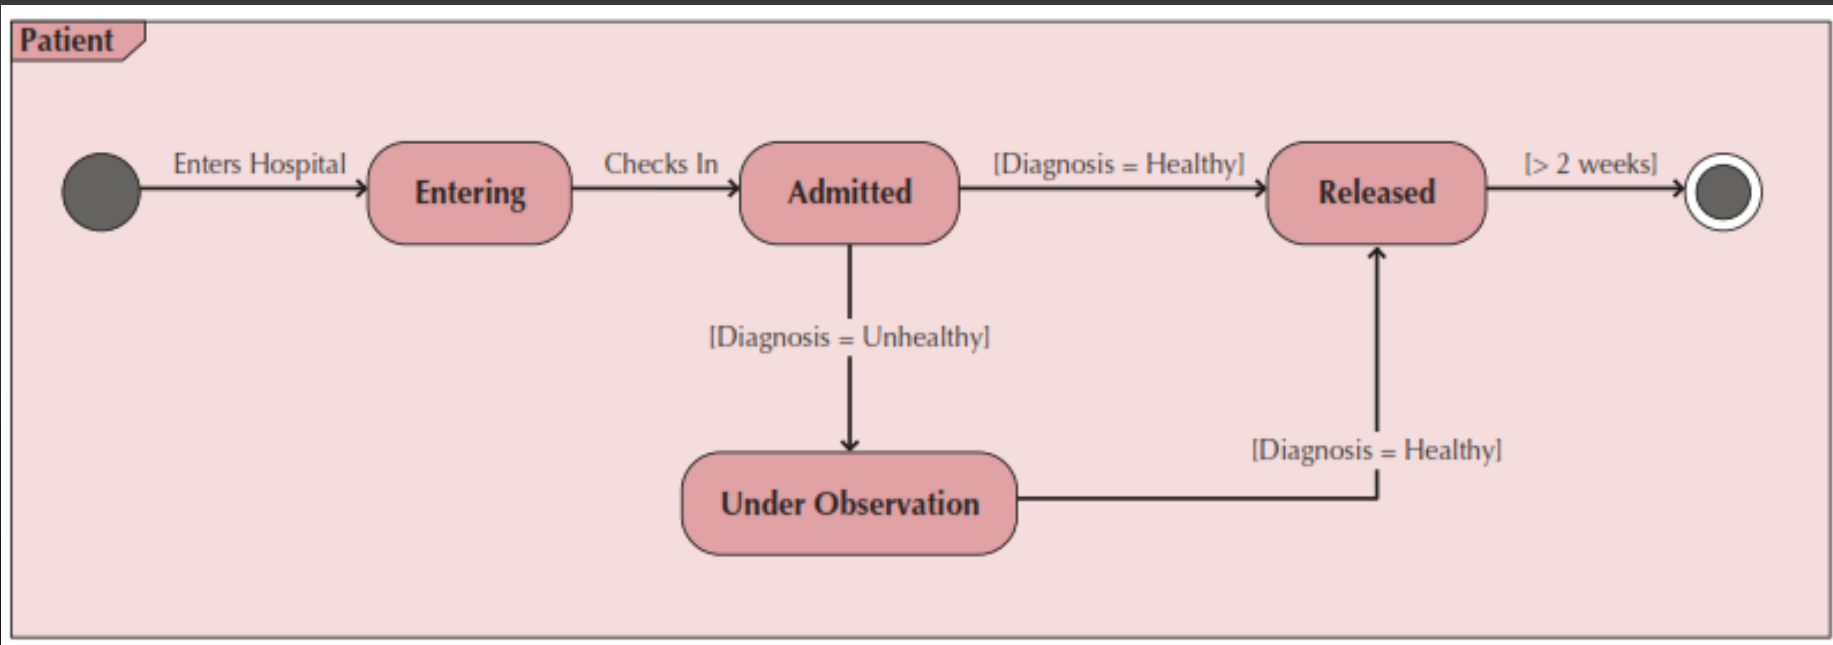 Patient
Enters Hospital
Entering
Checks In
Admitted
[Diagnosis = Healthy]
Released
[> 2 weeks]
[Diagnosis = Unhealthy]
[Diagnosis = Healthy]
Under Observation